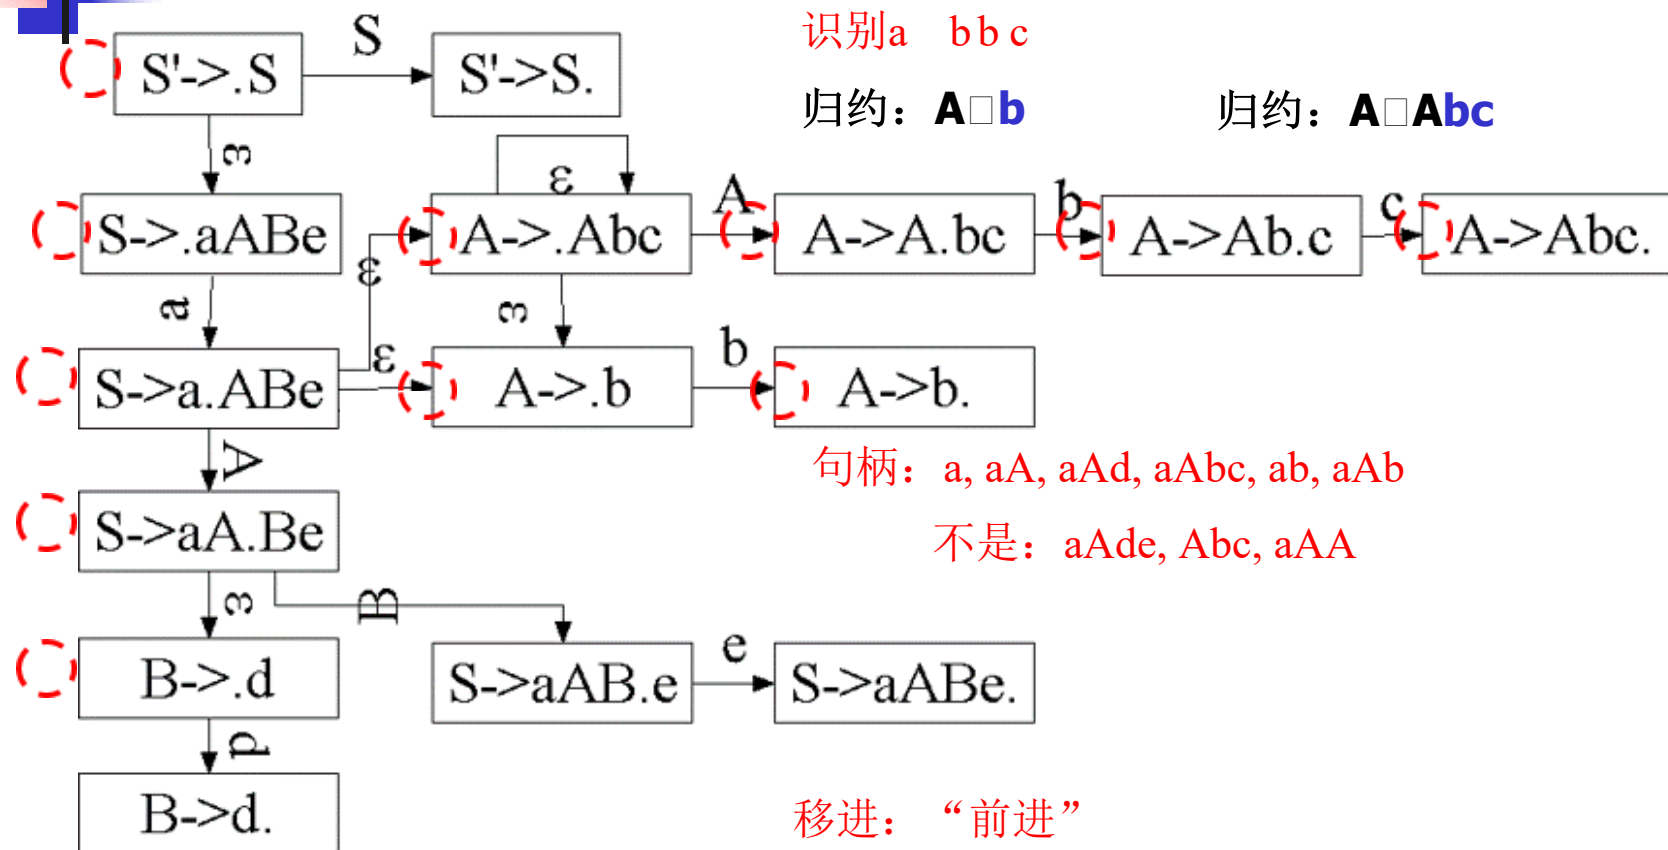 识别a b b c
S
S'->.S
S'->S.
归约：A□b
归约：A□Abc
ε
ε
S->.aABe
A->.Abc
A
A->A.bc
b
A->Ab.c
c
A->Abc.
ε
a
ε
S->a.ABe
ε
A->.b
b
A->b.
A
句柄：a, aA, aAd, aAbc, ab, aAb
S->aA.Be
不是：aAde, Abc, aAA
ε
B
B->.d
S->aAB.e
e
S->aABe.
d
B->d.
移进：“前进”